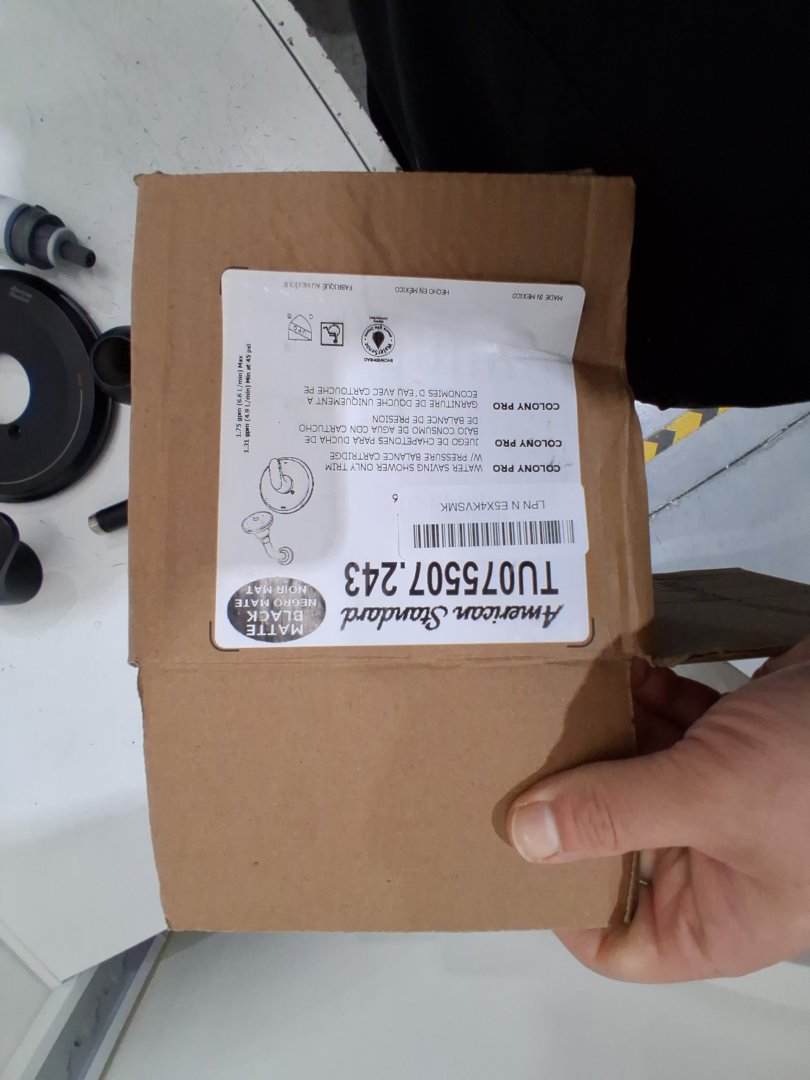 American Standard
TU075507.243
MATTE
BLACK
NEGRO MATE
NOIR MAT
LPN N E5X4KVSMK
6
COLONY PRO WATER SAVING SHOWER ONLY TRIM
W/ PRESSURE BALANCE CARTRIDGE
COLONY PRO JUEGO DE CHAPETONES PARA DUCHA DE
BAJO CONSUMO DE AGUA CON CARTUCHO
DE BALANCE DE PRESION
COLONY PRO GARNITURE DE DOUCHE UNIQUEMENT A
ECONOMIES D'EAU AVEC CARTOUCHE PE
1.75 gpm (6.6 L/min) Max
1.31 gpm (4.9 L/min) Min at 45 psi
SHOWERHEAD
WaterSense
UPC
C
MADE IN MEXICO HECHO EN MÉXICO FABRIQUÉ AU MEXIQUE